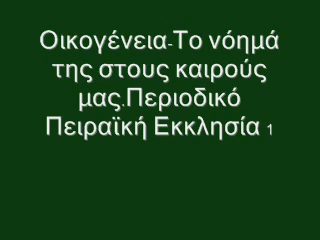 Οικογένεια-Το νόημά
της στους καιρούς
μας.Περιοδικό
Πειραϊκή Εκκλησία 1